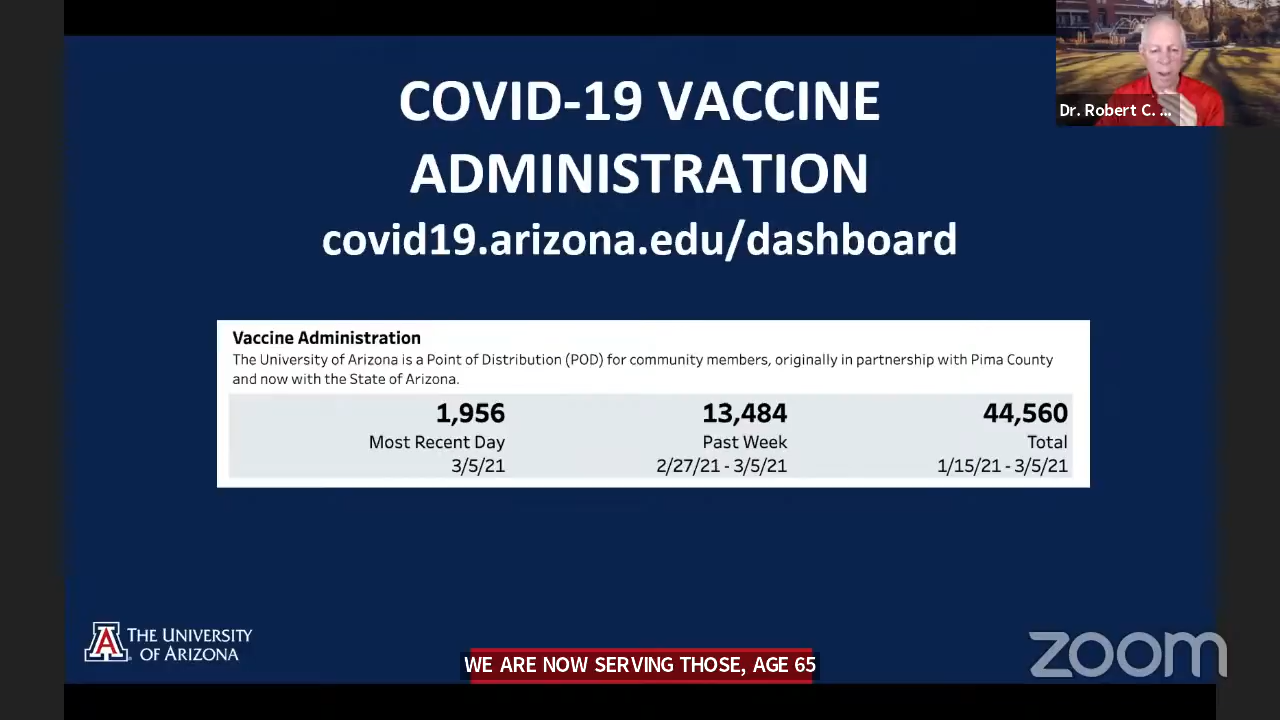 Dr. Robert C. ...
COVID-19 VACCINE
ADMINISTRATION
covid19.arizona.edu/dashboard
Vaccine Administration
The University of Arizona is a Point of Distribution (POD) for community members, originally in partnership with Pima County
and now with the State of Arizona.
1,956 13,484 44,560
Most Recent Day Past Week Total
3/5/21 2/27/21 - 3/5/21 1/15/21 - 3/5/21
A THE UNIVERSITY
OF ARIZONA
zoom
WE ARE NOW SERVING THOSE, AGE 65